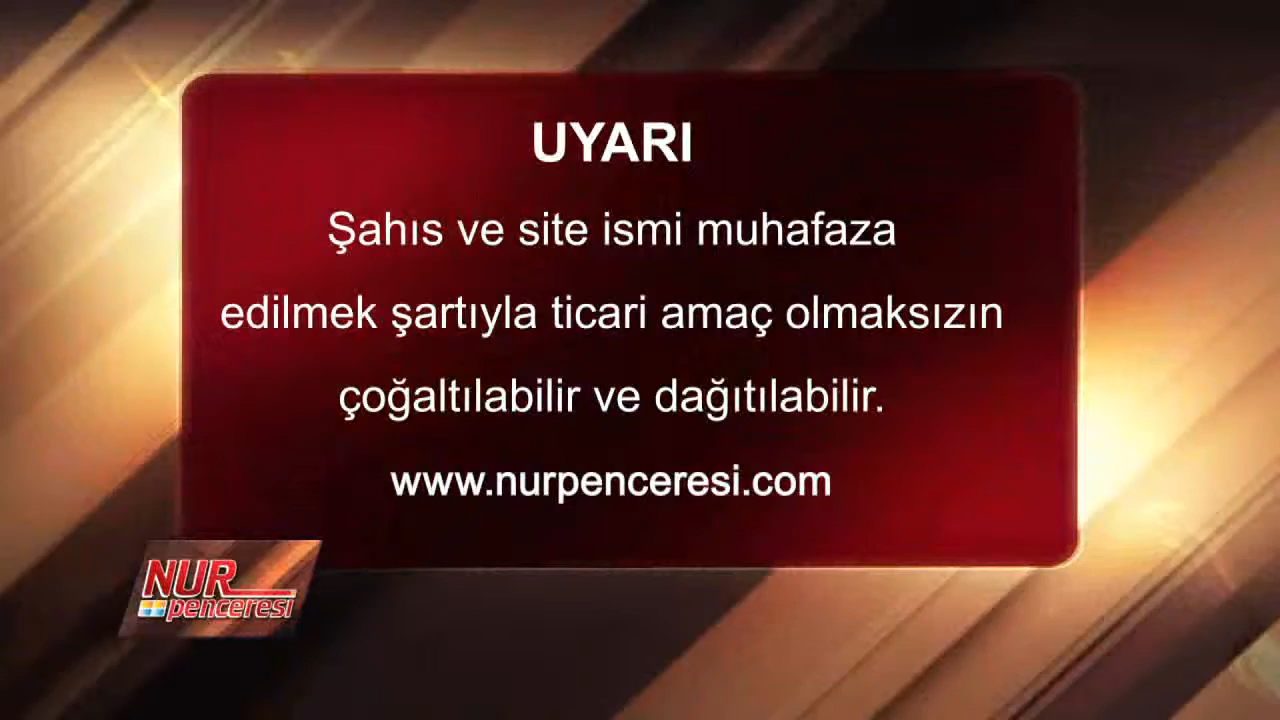 UYARI
Şahıs ve site ismi muhafaza
edilmek şartıyla ticari amaç olmaksızın
çoğaltılabilir ve dağıtılabilir.
www.nurpenceresi.com
NUR
penceresi